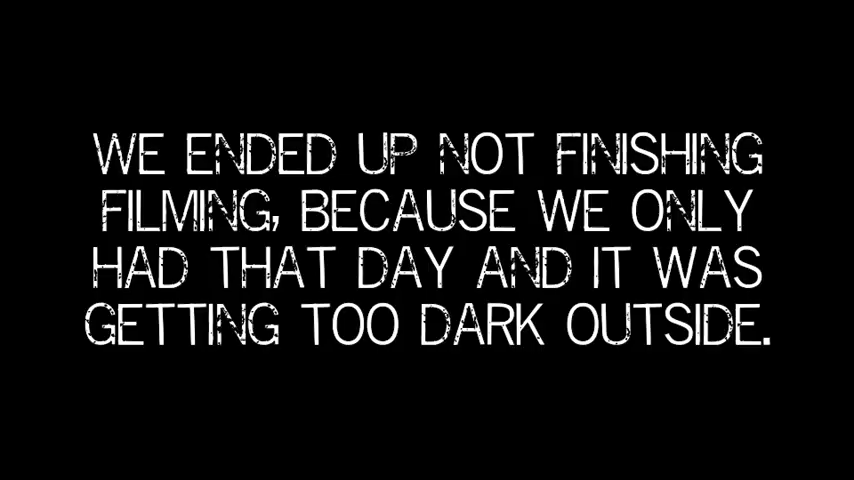 WE ENDED UP NOT FINISHING
FILMING, BECAUSE WE ONLY
HAD THAT DAY AND IT WAS
GETTING TOO DARK OUTSIDE.